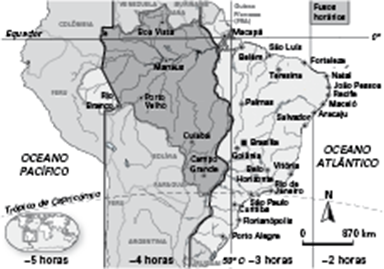 COLÔMBIA
VENEZUELA
Guiana
Francesa
(FRA)
Fusos
horários
Equador
Boa Vista
Macapá
0°
Belém
São Luís
Fortaleza
Manaus
Teresina
Natal
João Pessoa
Recife
Maceió
Aracaju
PERU
Rio
Branco
Porto
Velho
Palmas
Salvador
Cuiabá
Brasília
Goiânia
OCEANO
PACÍFICO
BOLÍVIA
Campo
Grande
Belo
Horizonte
Vitória
OCEANO
ATLÂNTICO
PARAGUAI
Rio de
Janeiro
Trópico de Capricórnio
São Paulo
Curitiba
N
Florianópolis
ARGENTINA
Porto Alegre
0 870 km
50° O
–5 horas
–4 horas
–3 horas
–2 horas